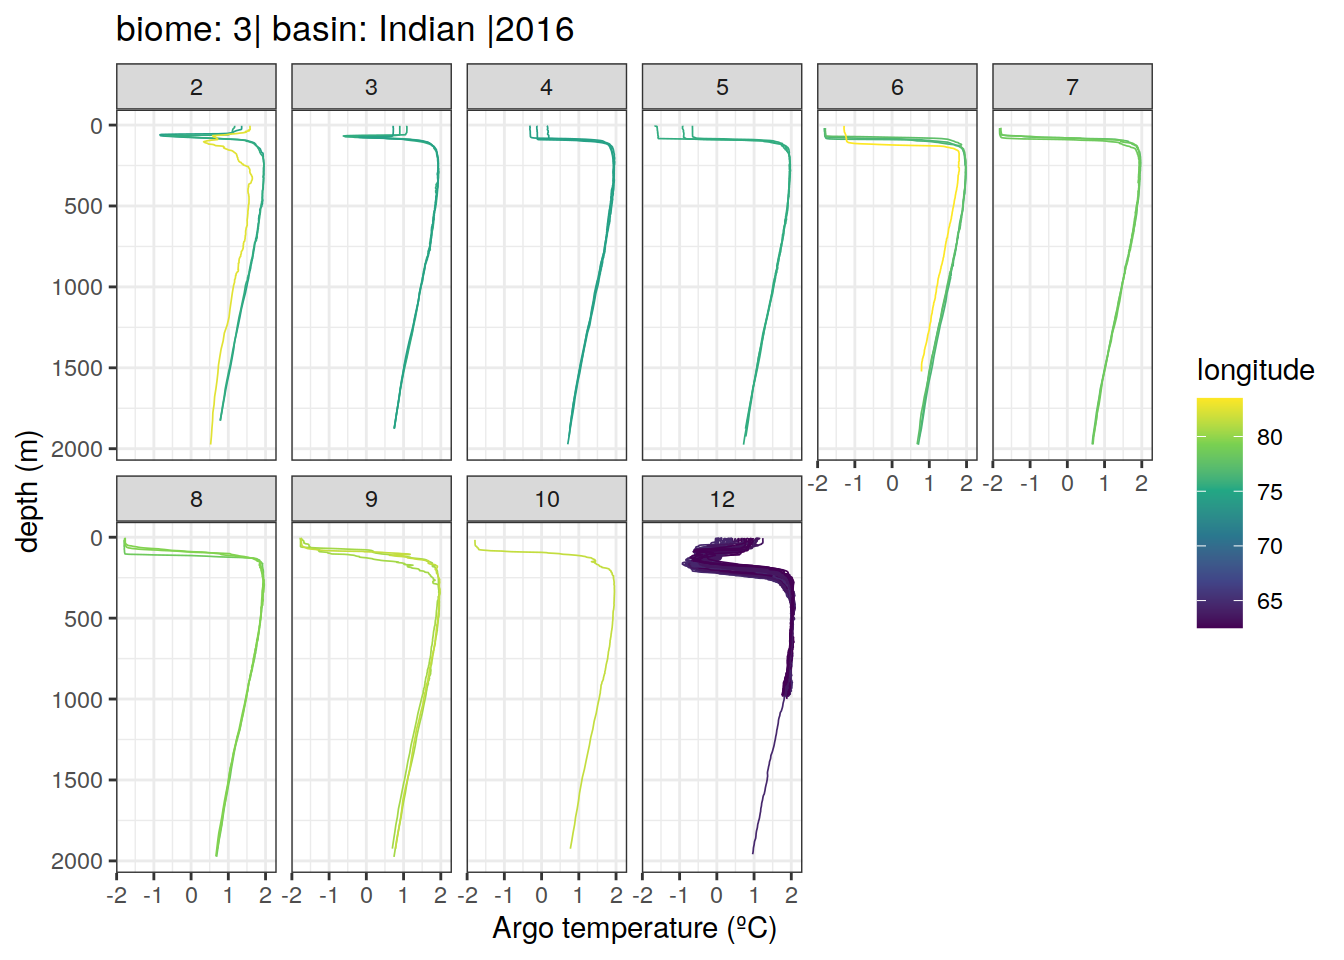 biome: 3| basin: Indian |2016
2 3 4 5 6 7
0
500
1000
1500
2000
-2 -1 0 1 2 -2 -1 0 1 2
8 9 10 12
0
500
1000
1500
2000
-2 -1 0 1 2 -2 -1 0 1 2 -2 -1 0 1 2 -2 -1 0 1 2
Argo temperature (ºC)
depth (m)
longitude
80
75
70
65